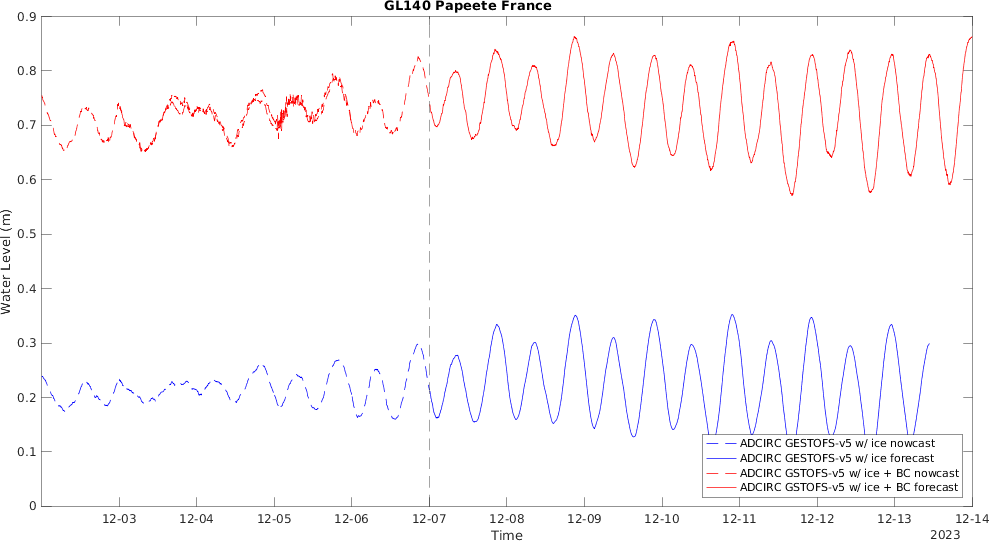 GL140 Papeete France
0.9
0.8
0.7
0.6
0.5
0.4
0.3
0.2
0.1
0
Water Level (m)
ADCIRC GESTOFS-v5 w/ ice nowcast
ADCIRC GESTOFS-v5 w/ ice forecast
ADCIRC GSTOFS-v5 w/ ice + BC nowcast
ADCIRC GSTOFS-v5 w/ ice + BC forecast
12-03 12-04 12-05 12-06 12-07 12-08 12-09 12-10 12-11 12-12 12-13 12-14
Time
2023